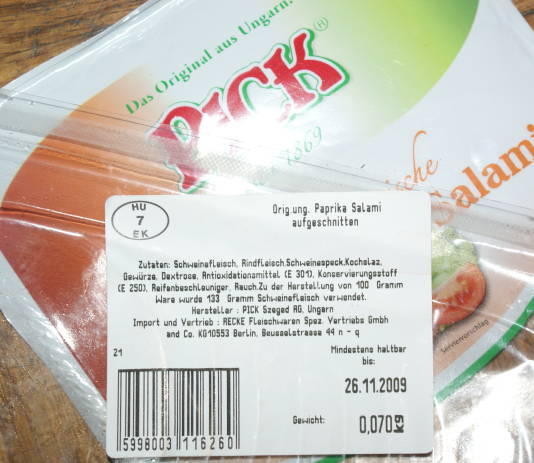 Das Original aus Ungarn.
PICK®
1869
Salami
Serviervorschlag
HU
7
EK
Orig.ung. Paprika Salami
aufgeschnitten
Zutaten: Schweinefleisch, Rindfleisch.Schweinespeck,Kochslaz,
Gewürze, Dextrose, Antioxidationsmittel (E 301), Konservierungsstoff
(E 250), Reifenbeschleuniger, Rauch.Zu der Herstellung von 100 Gramm
Ware wurde 133 Gramm Schweinefleisch verwendet.
Hersteller : PICK Szeged AG, Ungarn
Import und Vertrieb : RECKE Fleischwaren Spez. Vertriebs Gmbh
and Co. KG10553 Berlin, Beusselstrasse 44 n - q
21
Mindestens haltbar
bis:
26.11.2009
Gewicht: 0,070 KG
5998003 116260